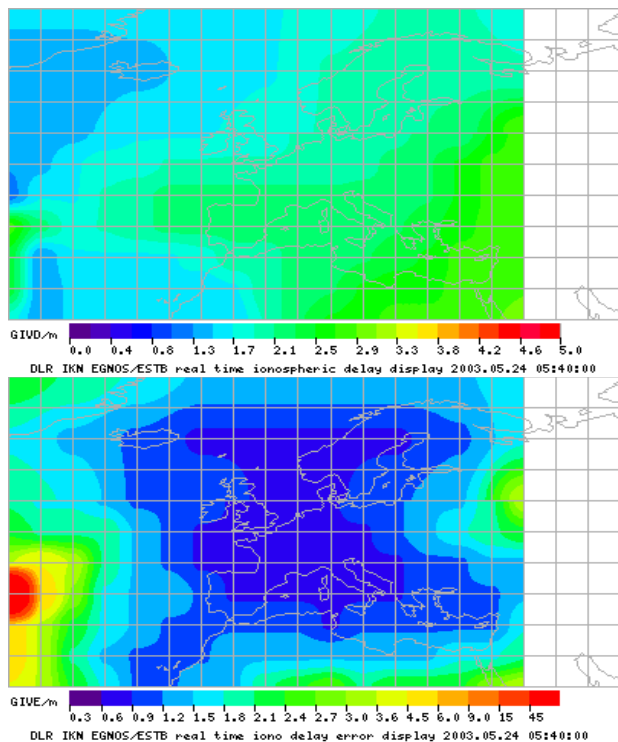 GIVD/m
0.0 0.4 0.8 1.3 1.7 2.1 2.5 2.9 3.3 3.8 4.2 4.6 5.0
DLR IKN EGNOS/ESTB real time ionospheric delay display 2003.05.24 05:40:00
GIVE/m
0.3 0.6 0.9 1.2 1.5 1.8 2.1 2.4 2.7 3.0 3.6 4.5 6.0 9.0 15 45
DLR IKN EGNOS/ESTB real time iono delay error display 2003.05.24 05:40:00